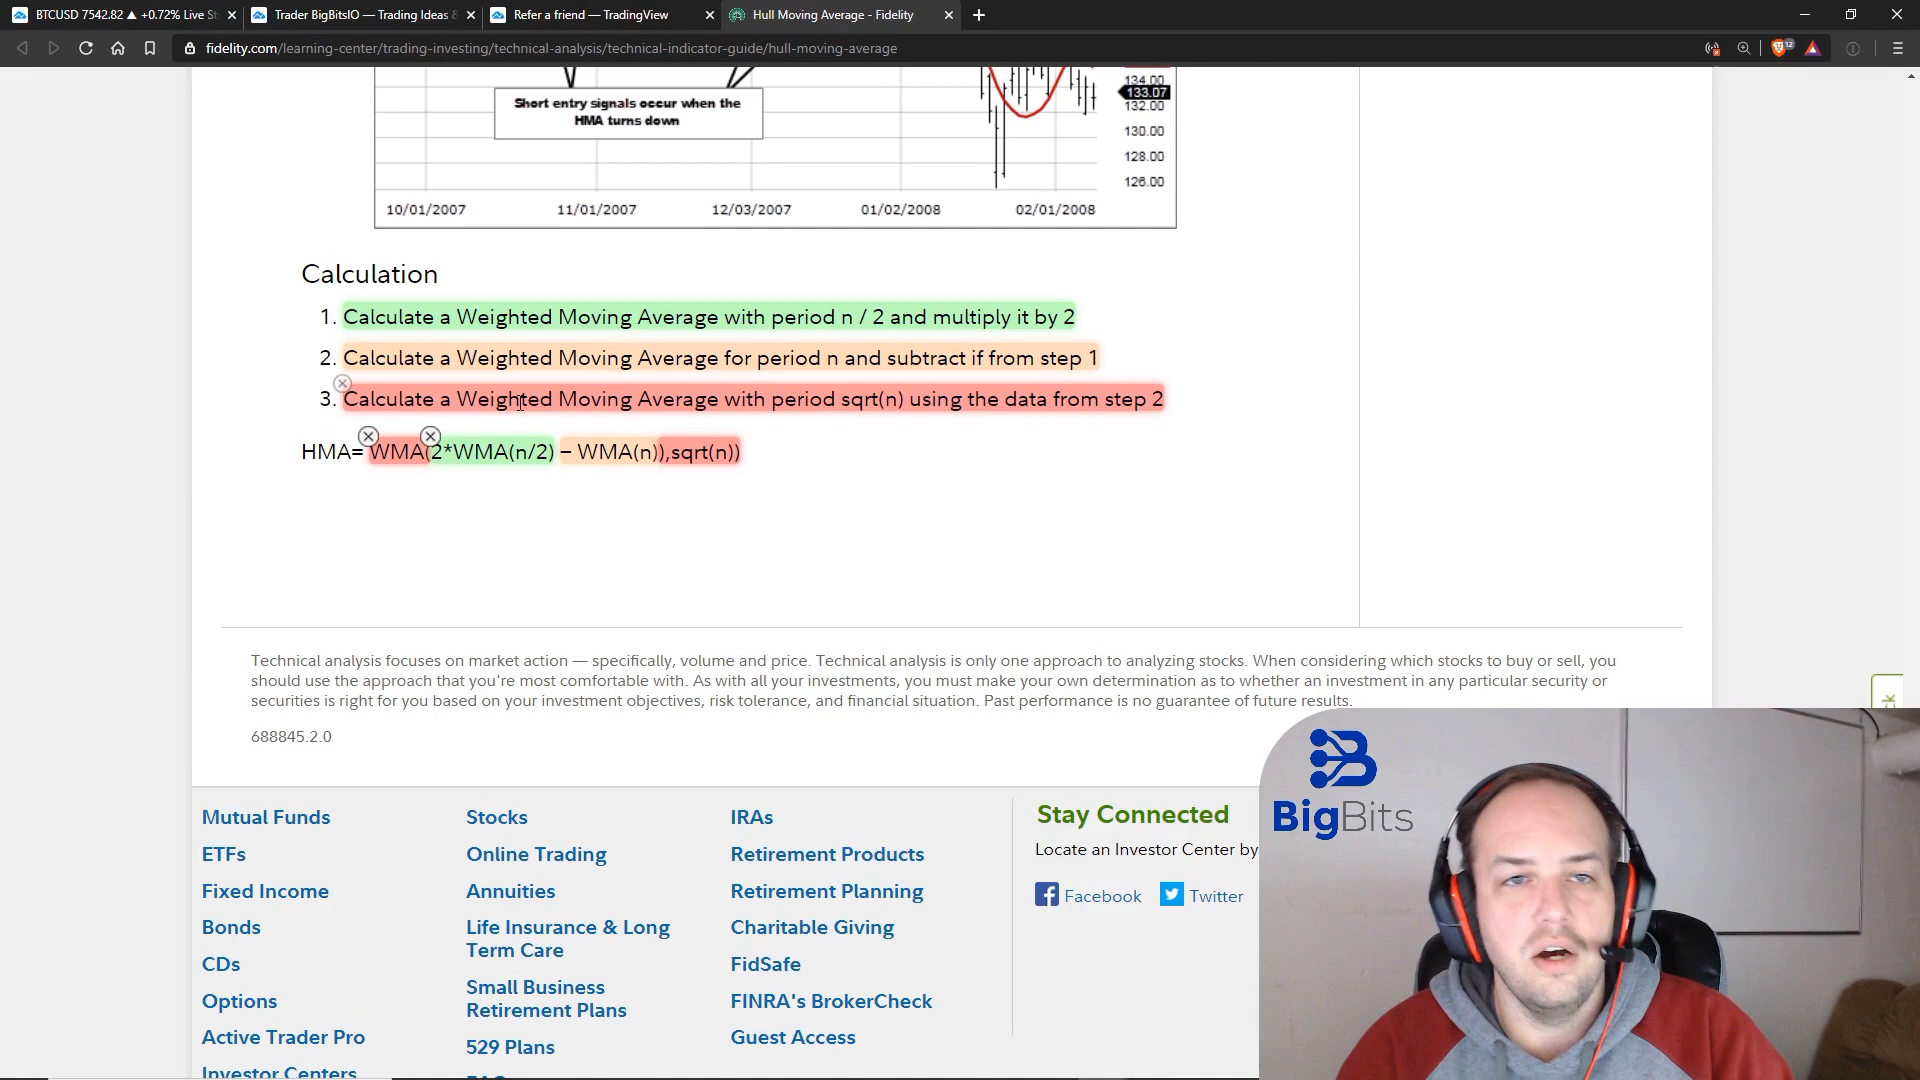 BTCUSD 7542.82 ▲ +0.72% Live St
Trader BigBitsIO — Trading Ideas &
Refer a friend — TradingView
Hull Moving Average - Fidelity
fidelity.com/learning-center/trading-investing/technical-analysis/technical-indicator-guide/hull-moving-average
12
Short entry signals occur when the
HMA turns down
134.00
133.07
132.00
130.00
128.00
126.00
10/01/2007 11/01/2007 12/03/2007 01/02/2008 02/01/2008
Calculation
1. Calculate a Weighted Moving Average with period n / 2 and multiply it by 2
2. Calculate a Weighted Moving Average for period n and subtract if from step 1
3. Calculate a Weighted Moving Average with period sqrt(n) using the data from step 2
HMA= WMA(2*WMA(n/2) − WMA(n)),sqrt(n))
Technical analysis focuses on market action — specifically, volume and price. Technical analysis is only one approach to analyzing stocks. When considering which stocks to buy or sell, you
should use the approach that you're most comfortable with. As with all your investments, you must make your own determination as to whether an investment in any particular security or
securities is right for you based on your investment objectives, risk tolerance, and financial situation. Past performance is no guarantee of future results.
688845.2.0
Mutual Funds
ETFs
Fixed Income
Bonds
CDs
Options
Active Trader Pro
Investor Centers
Stocks
Online Trading
Annuities
Life Insurance & Long
Term Care
Small Business
Retirement Plans
529 Plans
IRAs
Retirement Products
Retirement Planning
Charitable Giving
FidSafe
FINRA's BrokerCheck
Guest Access
Stay Connected
Locate an Investor Center by
Facebook
Twitter
BigBits